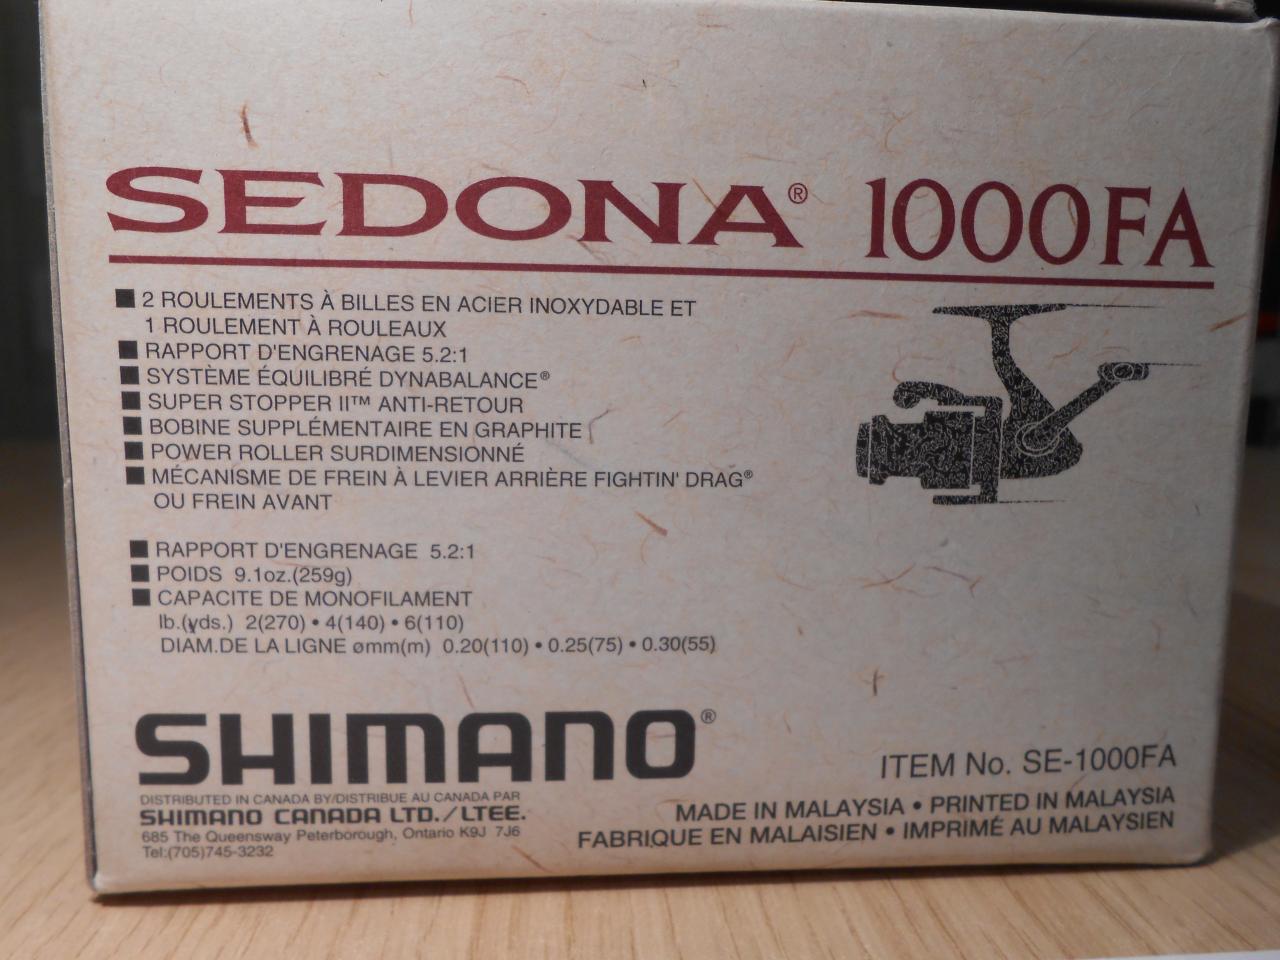 SEDONA® 1000FA
■ 2 ROULEMENTS À BILLES EN ACIER INOXYDABLE ET
1 ROULEMENT À ROULEAUX
■ RAPPORT D'ENGRENAGE 5.2:1
■ SYSTÈME ÉQUILIBRÉ DYNABALANCE®
■ SUPER STOPPER II™ ANTI-RETOUR
■ BOBINE SUPPLÉMENTAIRE EN GRAPHITE
■ POWER ROLLER SURDIMENSIONNÉ
■ MÉCANISME DE FREIN À LEVIER ARRIÈRE FIGHTIN' DRAG®
OU FREIN AVANT
■ RAPPORT D'ENGRENAGE 5.2:1
■ POIDS 9.1oz.(259g)
■ CAPACITE DE MONOFILAMENT
lb.(yds.) 2(270) • 4(140) • 6(110)
DIAM.DE LA LIGNE ømm(m) 0.20(110) • 0.25(75) • 0.30(55)
SHIMANO®
DISTRIBUTED IN CANADA BY/DISTRIBUE AU CANADA PAR
SHIMANO CANADA LTD./LTEE.
685 The Queensway Peterborough, Ontario K9J 7J6
Tel:(705)745-3232
ITEM No. SE-1000FA
MADE IN MALAYSIA • PRINTED IN MALAYSIA
FABRIQUE EN MALAISIEN • IMPRIMÉ AU MALAYSIEN